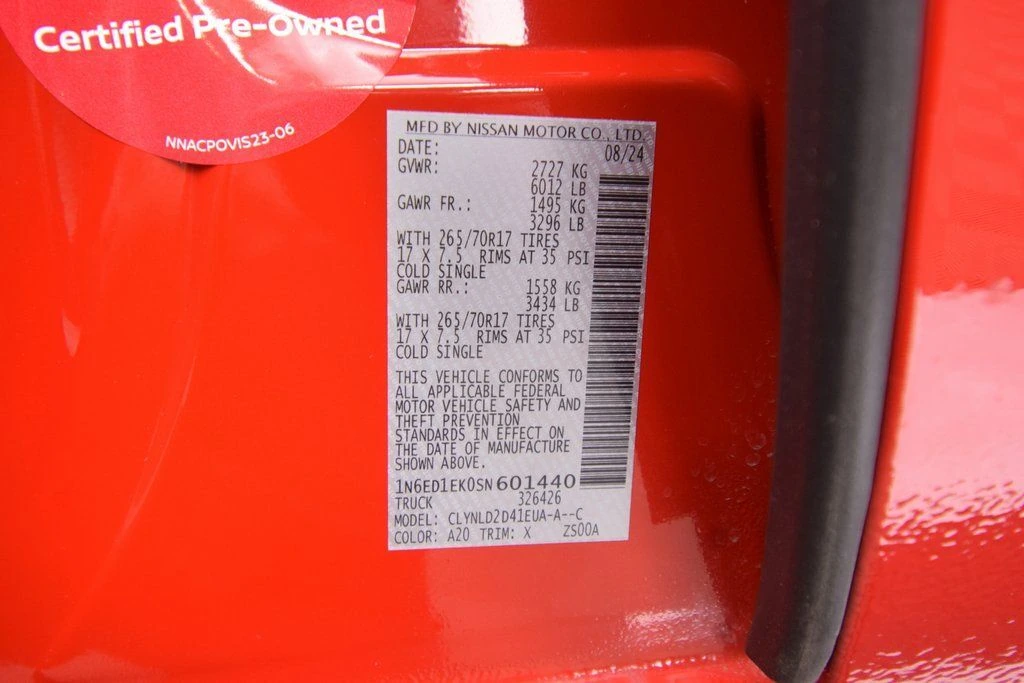 Certified Pre-Owned
NNACPOVIS23-06
MFD BY NISSAN MOTOR CO., LTD.
DATE: 08/24
GVWR: 2727 KG
6012 LB
GAWR FR.: 1495 KG
3296 LB
WITH 265/70R17 TIRES
17 X 7.5 RIMS AT 35 PSI
COLD SINGLE
GAWR RR.: 1558 KG
3434 LB
WITH 265/70R17 TIRES
17 X 7.5 RIMS AT 35 PSI
COLD SINGLE
THIS VEHICLE CONFORMS TO
ALL APPLICABLE FEDERAL
MOTOR VEHICLE SAFETY AND
THEFT PREVENTION
STANDARDS IN EFFECT ON
THE DATE OF MANUFACTURE
SHOWN ABOVE.
1N6ED1EK0SN601440
TRUCK 326426
MODEL: CLYNLD2D41EUA-A--C
COLOR: A20 TRIM: X ZS00A